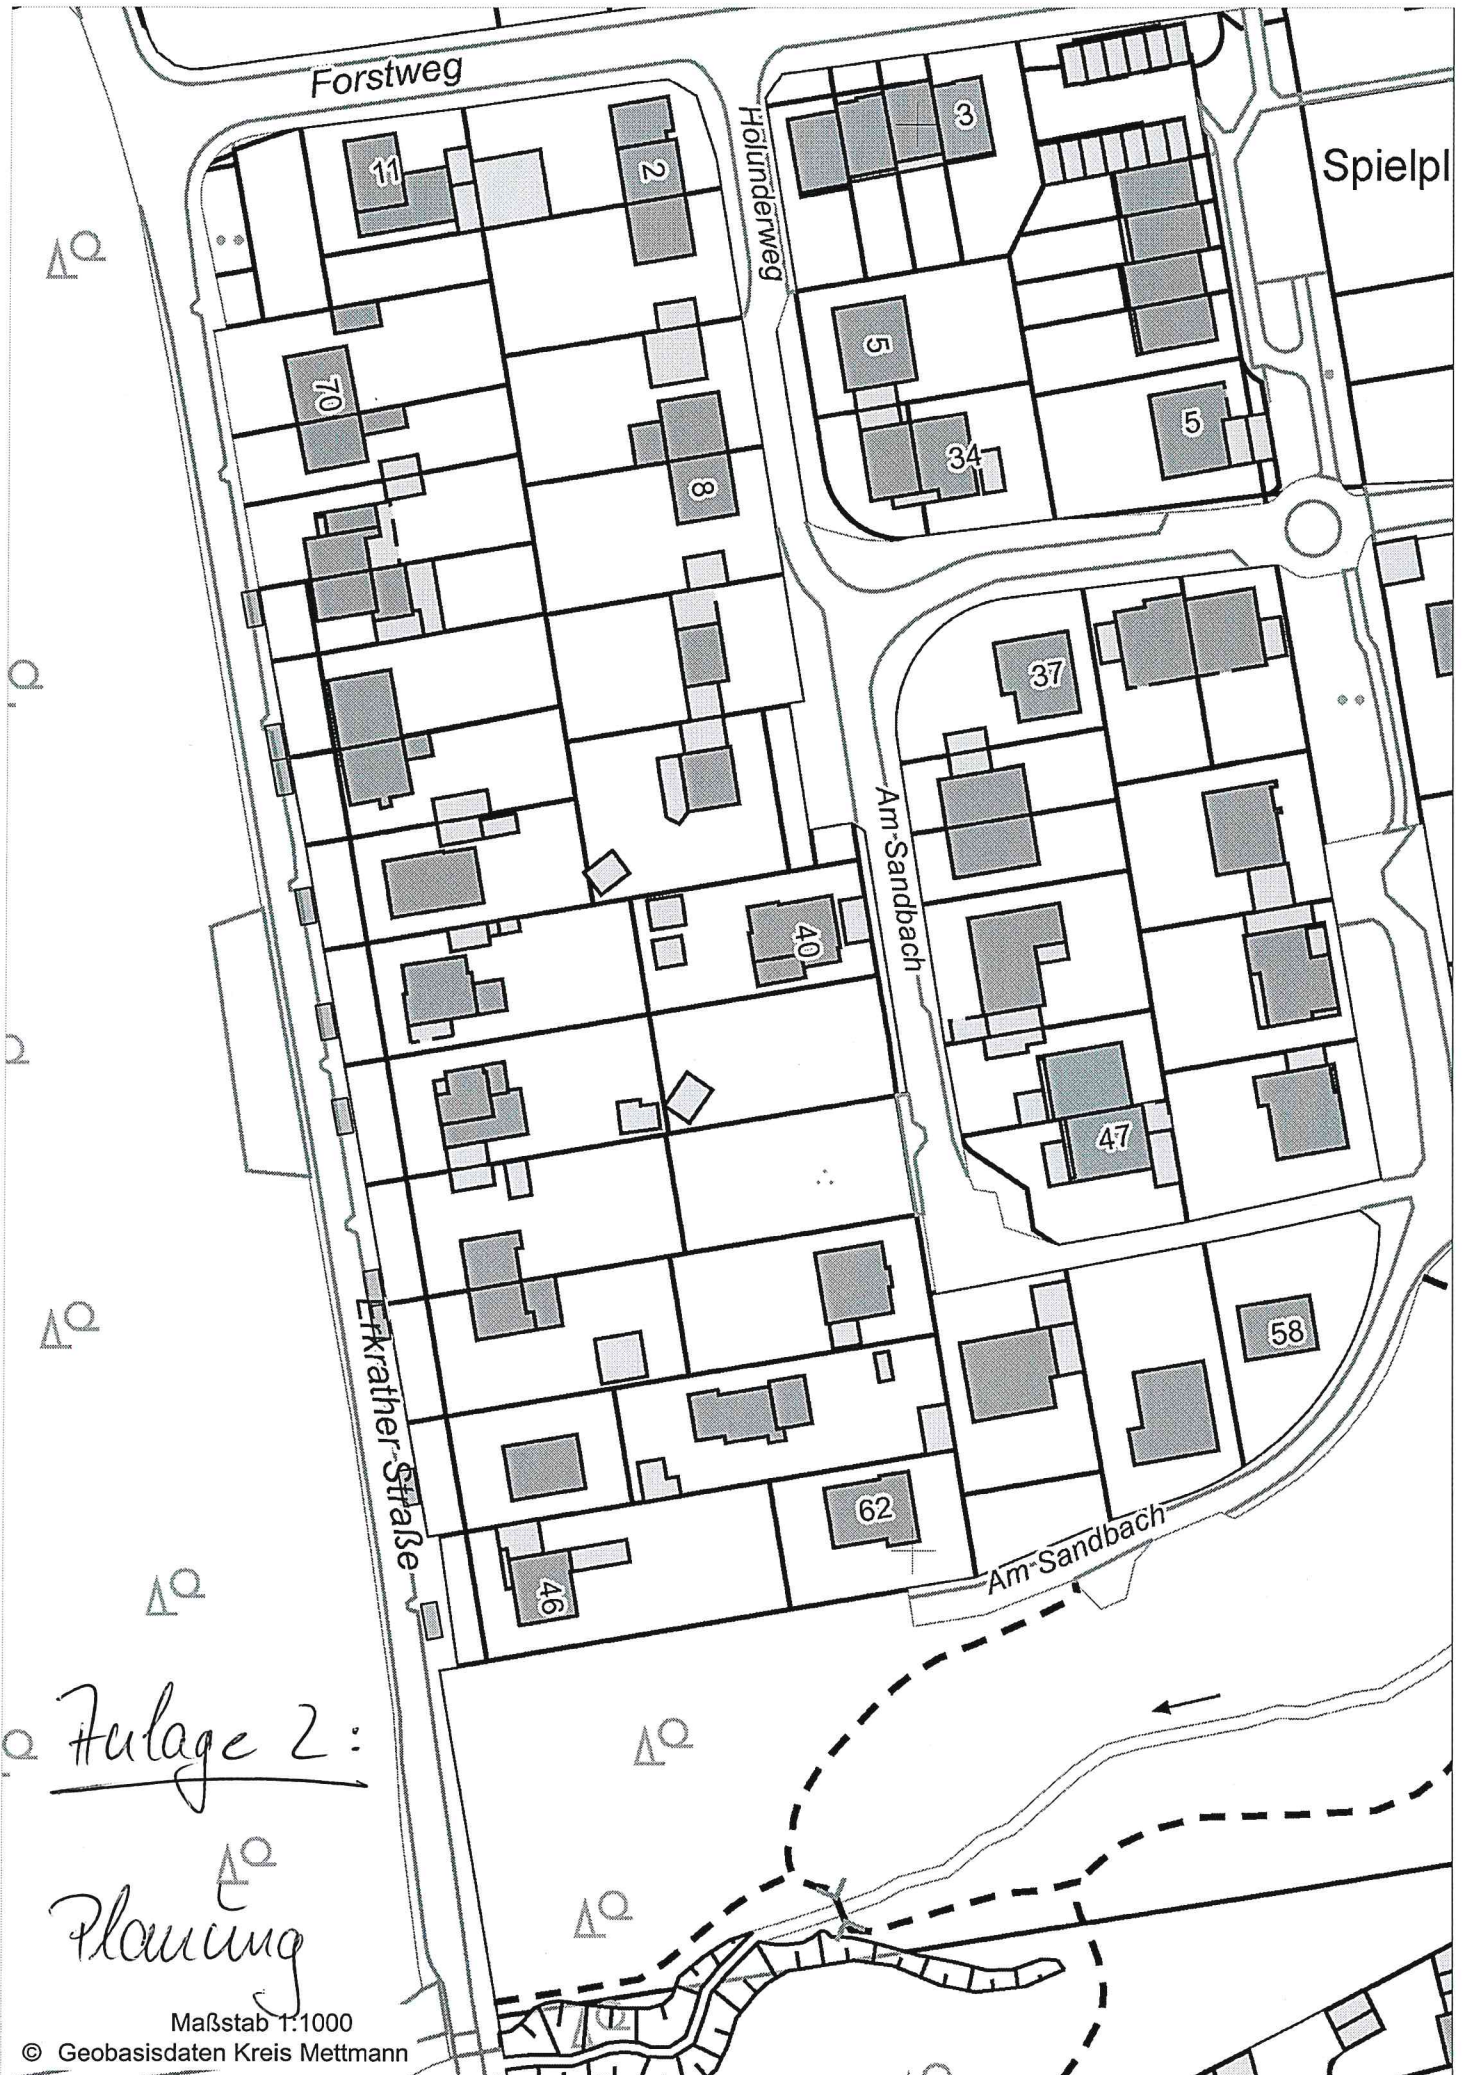 Forstweg
Holunderweg
3
11
2
Spielpl
5
70
34
5
8
37
Am-Sandbach
40
47
58
Erkrather-Straße
62
Am-Sandbach
46
Anlage 2:
Planung
Maßstab 1:1000
© Geobasisdaten Kreis Mettmann